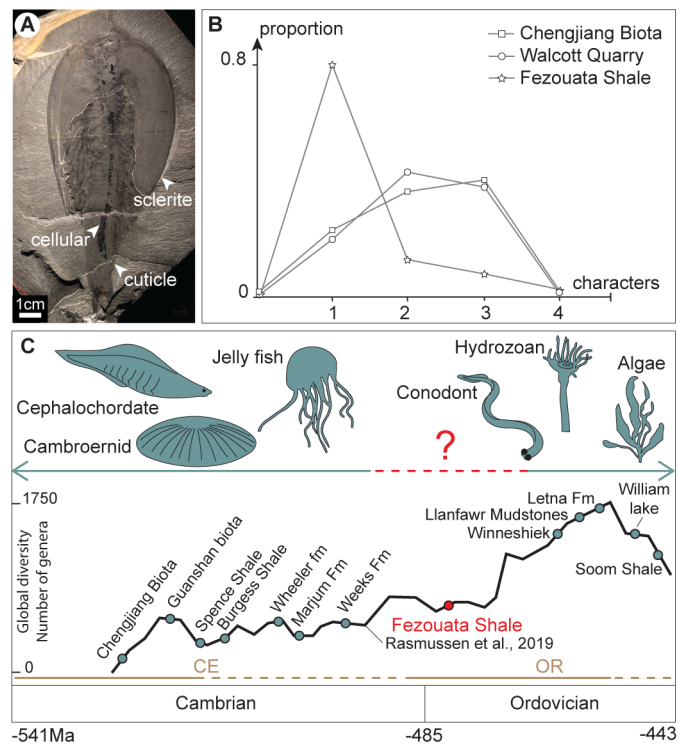 A
sclerite
cellular
cuticle
1cm
B
proportion
Chengjiang Biota
Walcott Quarry
Fezouata Shale
0.8
0
characters
1
2
3
4
C
Jelly fish
Hydrozoan
Algae
Conodont
Cephalochordate
Cambroernid
?
1750
Global diversity
Number of genera
0
Chengjiang Biota
Guanshan biota
Spence Shale
Burgess Shale
Wheeler fm
Marjum Fm
Weeks Fm
Fezouata Shale
Rasmussen et al., 2019
Letna Fm
Llanfawr Mudstones
Winneshiek
William
lake
Soom Shale
CE
OR
Cambrian
Ordovician
-541Ma
-485
-443